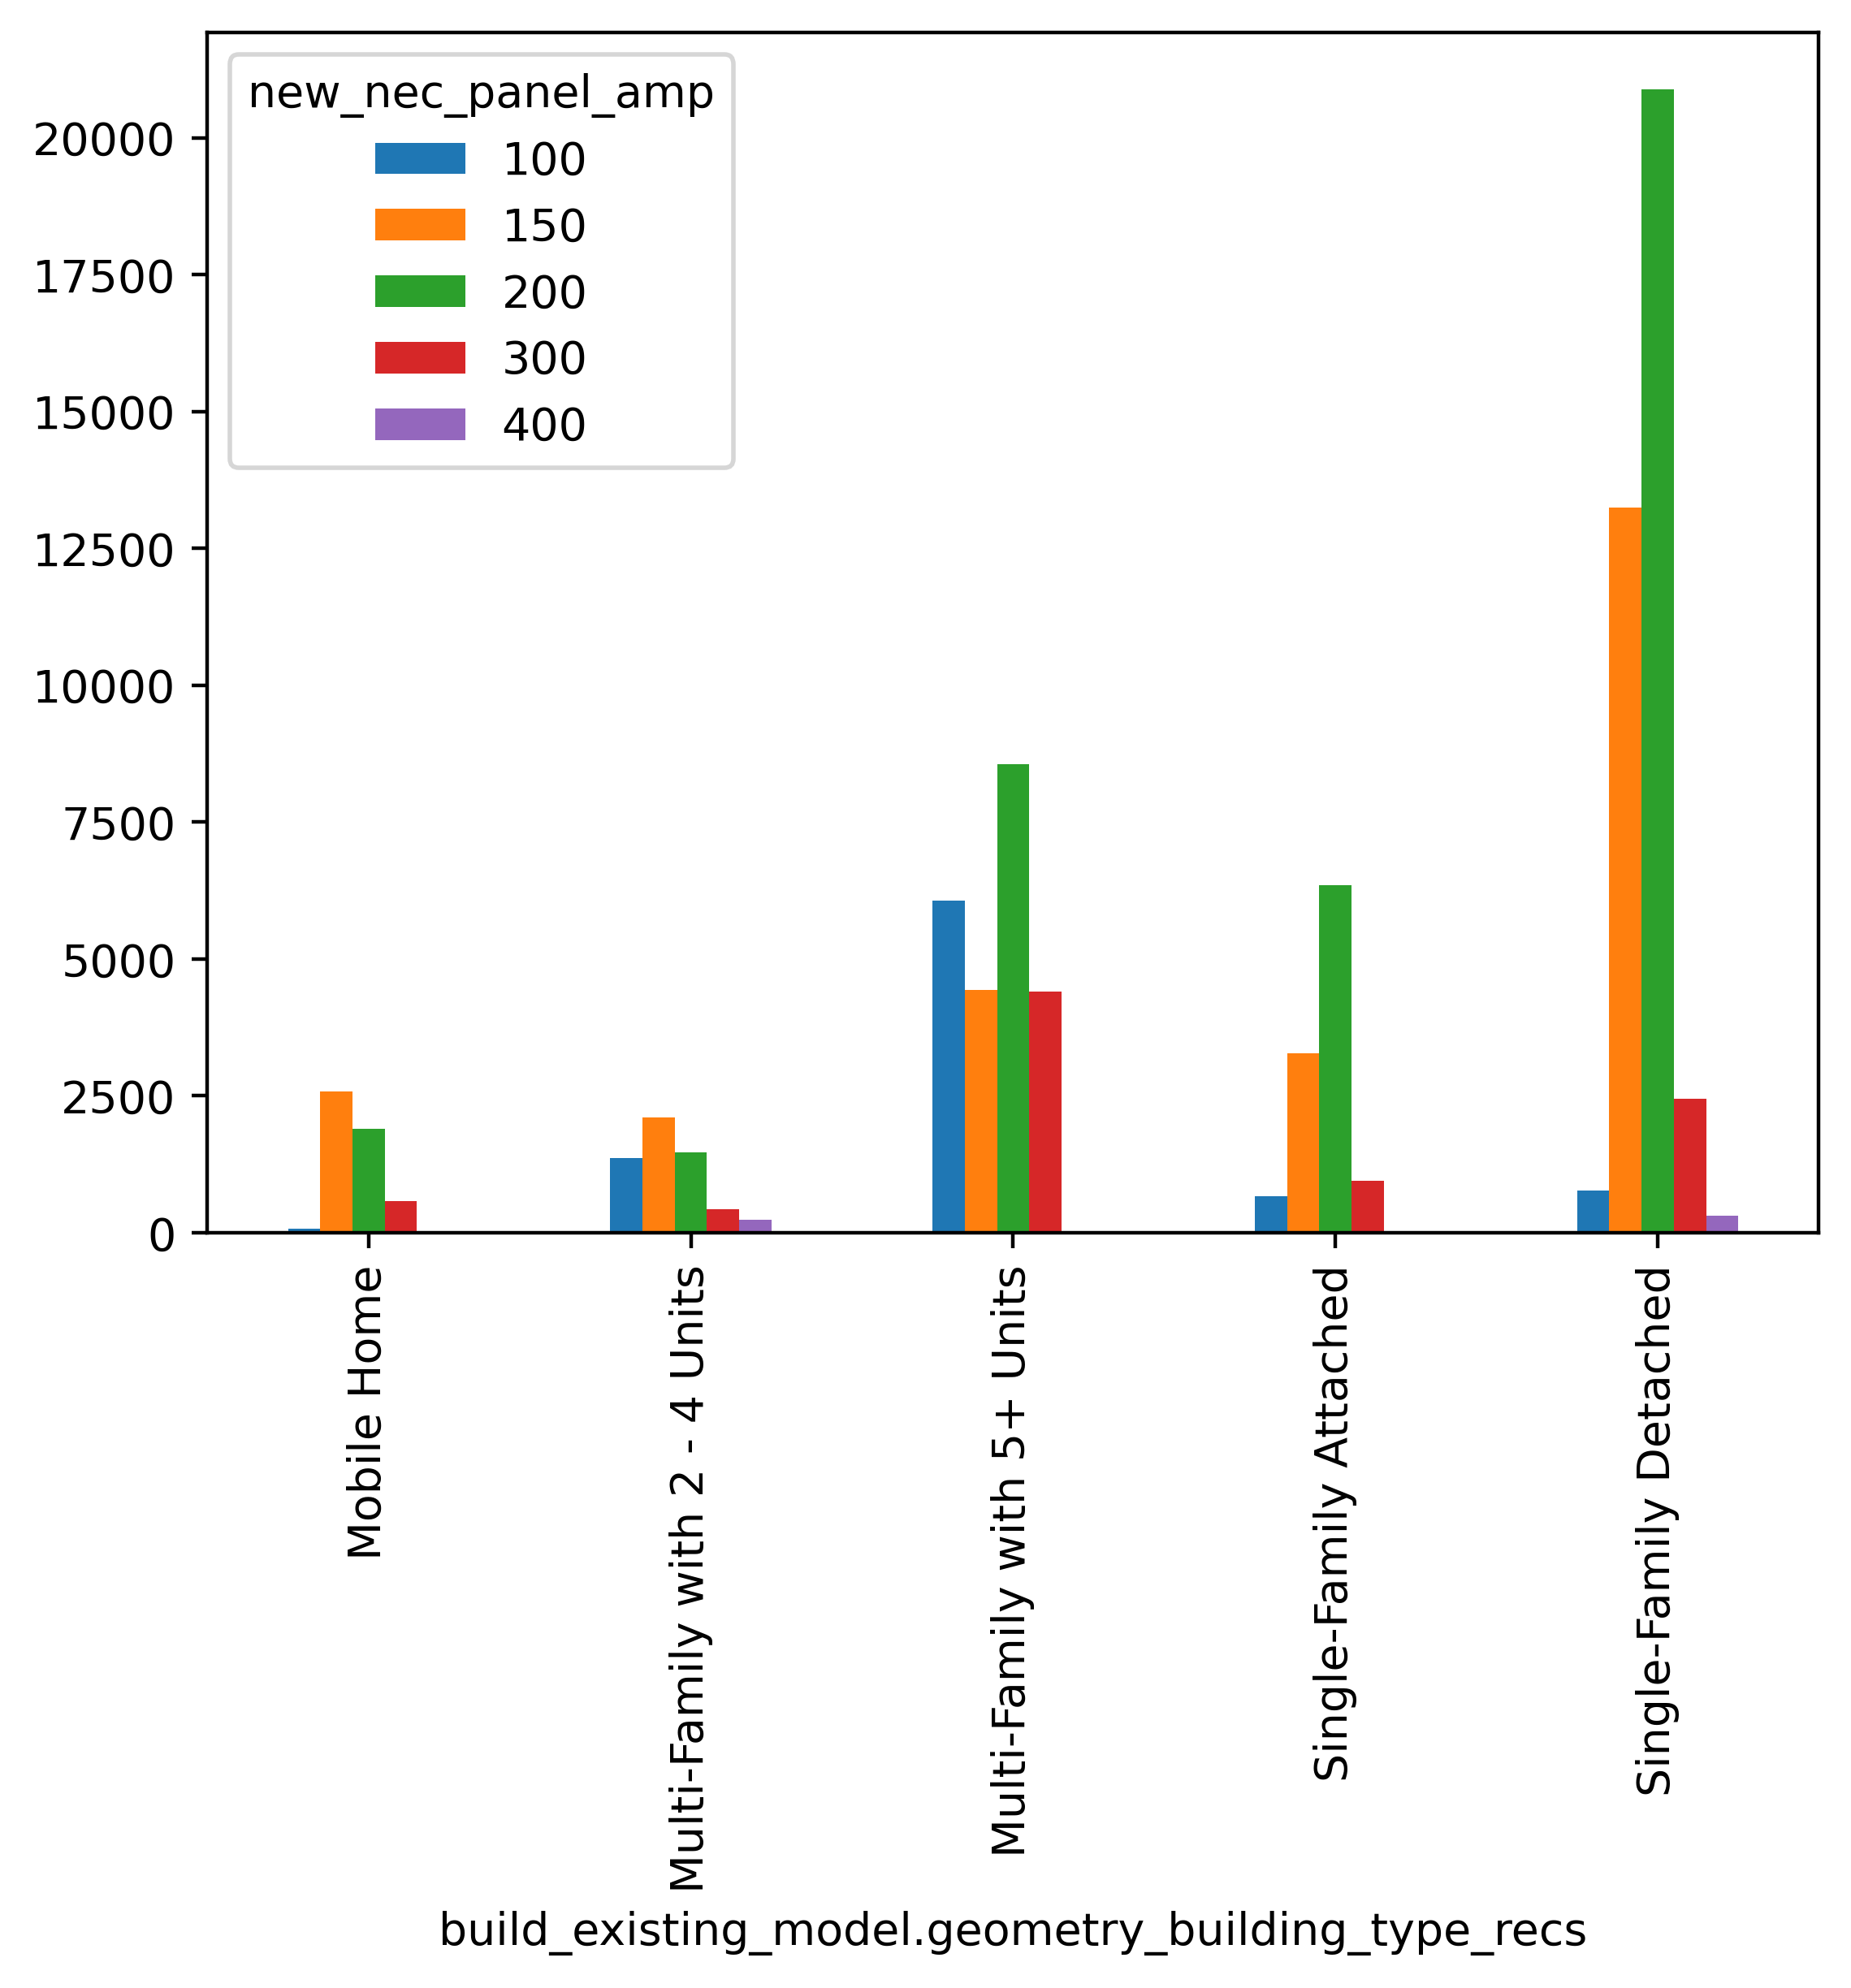 new_nec_panel_amp
100
150
200
300
400
20000
17500
15000
12500
10000
7500
5000
2500
0
Mobile Home
Multi-Family with 2 - 4 Units
Multi-Family with 5+ Units
Single-Family Attached
Single-Family Detached
build_existing_model.geometry_building_type_recs